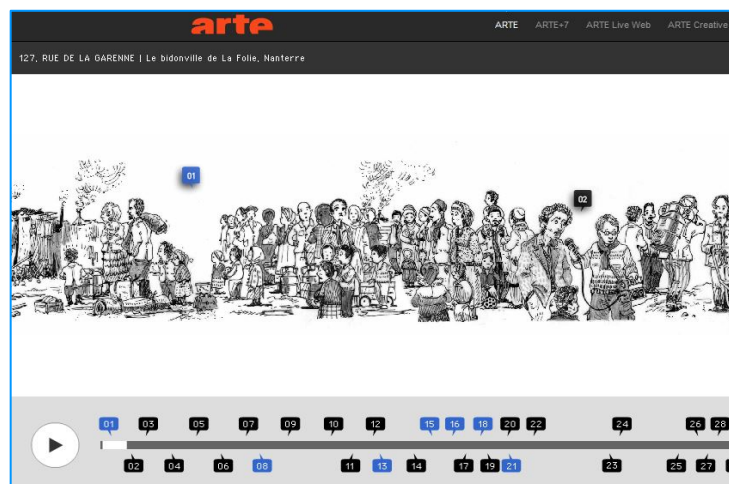 arte
ARTE ARTE+7 ARTE Live Web ARTE Creative
127, RUE DE LA GARENNE | Le bidonville de La Folie, Nanterre
01
02
01 03 05 07 09 10 12 15 16 18 20 22 24 26 28
02 04 06 08 11 13 14 17 19 21 23 25 27